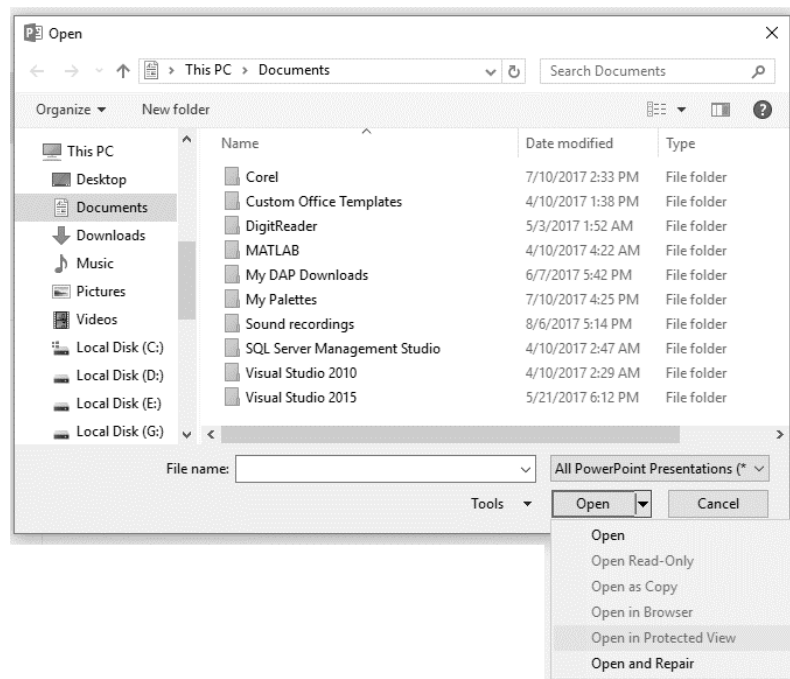 Open
This PC > Documents
Search Documents
Organize
New folder
Name Date modified Type
This PC
Desktop
Documents
Downloads
Music
Pictures
Videos
Local Disk (C:)
Local Disk (D:)
Local Disk (E:)
Local Disk (G:)
Corel 7/10/2017 2:33 PM File folder
Custom Office Templates 4/10/2017 1:38 PM File folder
DigitReader 5/3/2017 1:52 AM File folder
MATLAB 4/10/2017 4:22 AM File folder
My DAP Downloads 6/7/2017 5:42 PM File folder
My Palettes 7/10/2017 4:25 PM File folder
Sound recordings 8/6/2017 5:14 PM File folder
SQL Server Management Studio 4/10/2017 2:47 AM File folder
Visual Studio 2010 4/10/2017 2:29 AM File folder
Visual Studio 2015 5/21/2017 6:12 PM File folder
File name: All PowerPoint Presentations (*
Tools Open Cancel
Open
Open Read-Only
Open as Copy
Open in Browser
Open in Protected View
Open and Repair